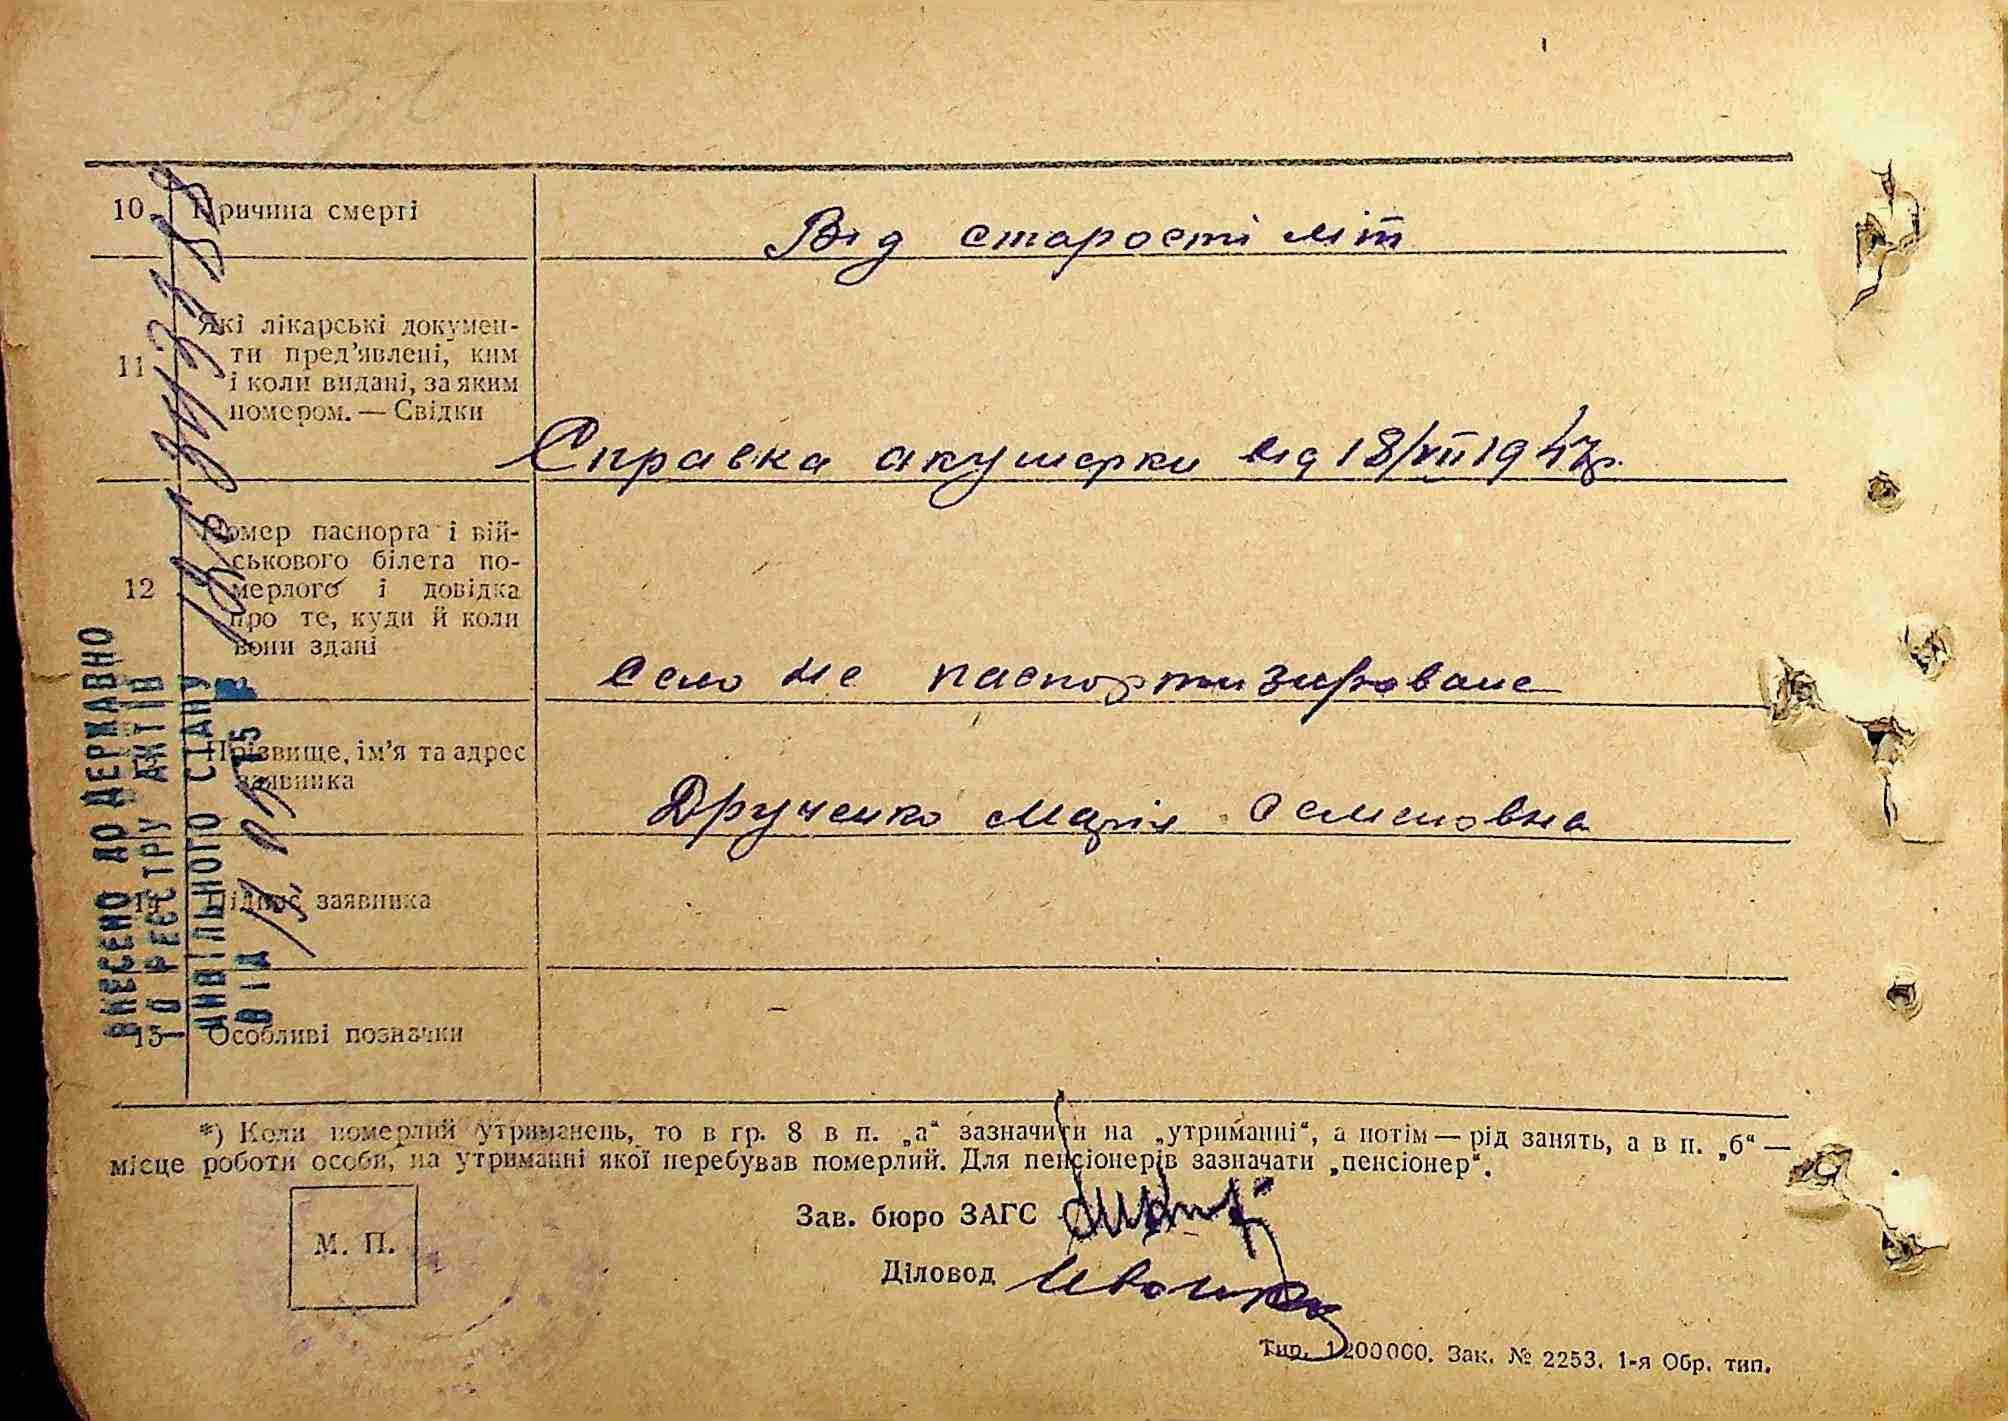 10. Причина смерті
Від старості літ
11
Які лікарські докумен-
ти пред’явлені, ким
і коли видані, за яким
номером. — Свідки
Справка акушерки від 18/VII 1947р.
12
Номер паспорта і вій-
ськового білета по-
мерлого і довідка
про те, куди й коли
вони здані
село не паспортизироване
Прізвище, ім’я та адрес
заявника
Друченко Марія Семеновна
14 Підпис заявника
15 Особливі позначки
ВНЕСЕНО ДО ДЕРЖАВНО
ГО РЕЄСТРУ АКТІВ
ЦИВІЛЬНОГО СТАНУ
ВІД
Р
*) Коли померлий утриманець, то в гр. 8 в п. „а“ зазначити на „утриманні“, а потім — рід занять, а в п. „б“ —
місце роботи особи, на утриманні якої перебував померлий. Для пенсіонерів зазначати „пенсіонер“.
М. П.
Зав. бюро ЗАГС
Діловод
Тир. 1200000. Зак. № 2253. 1-я Обр. тип.